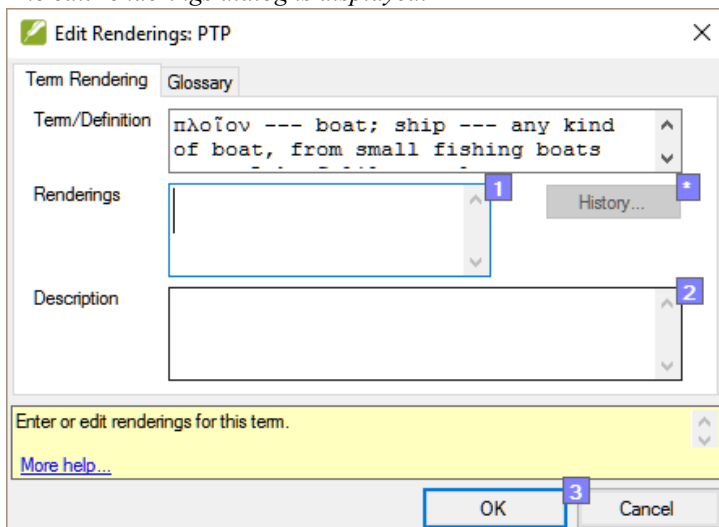 Edit Renderings: PTP
Term Rendering Glossary
Term/Definition
πλοῖον --- boat; ship --- any kind
of boat, from small fishing boats
Renderings
1
History...
*
Description
2
Enter or edit renderings for this term.
More help...
OK
3
Cancel